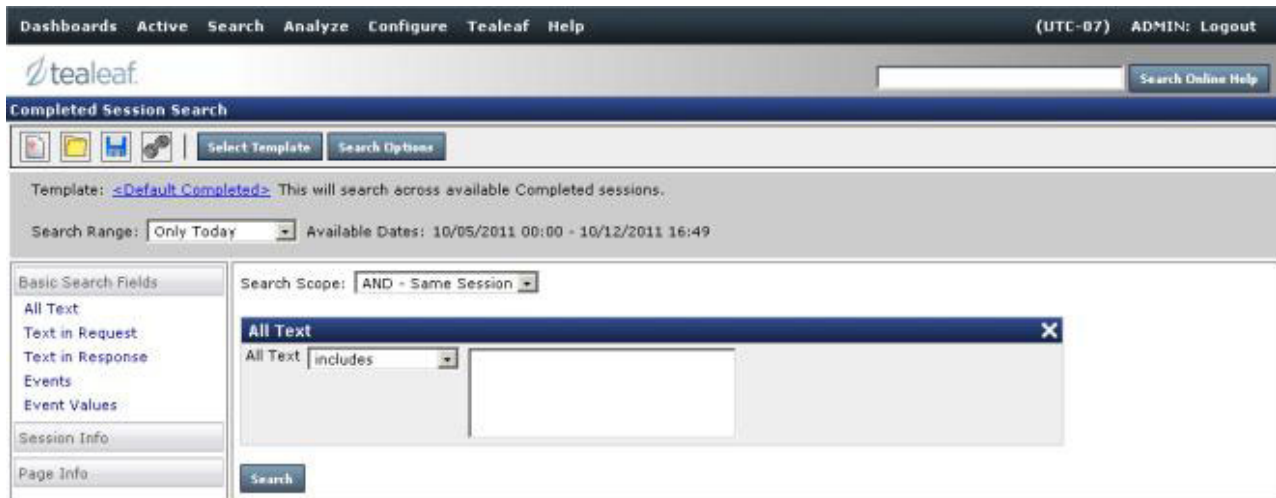 Dashboards Active Search Analyze Configure Tealeaf Help (UTC-07) ADMIN: Logout
tealeaf Search Online Help
Completed Session Search
Select Template Search Options
Template: <Default Completed> This will search across available Completed sessions.
Search Range: Only Today Available Dates: 10/05/2011 00:00 - 10/12/2011 16:49
Basic Search Fields
All Text
Text in Request
Text in Response
Events
Event Values
Session Info
Page Info
Search Scope: AND - Same Session
All Text
All Text includes
Search